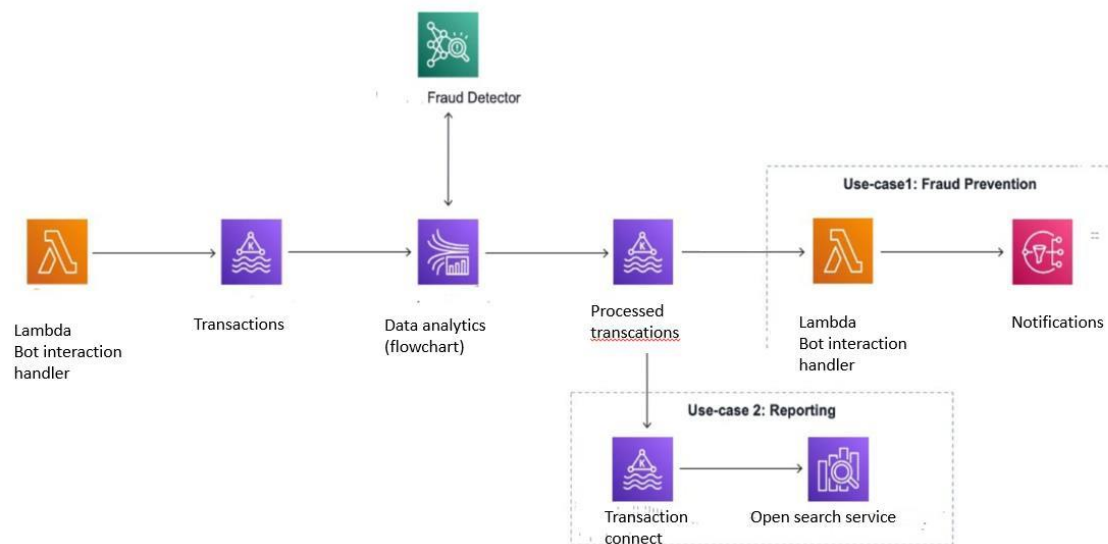 Fraud Detector
Use-case1: Fraud Prevention
Lambda
Bot interaction
handler
Transactions
Data analytics
(flowchart)
Processed
transcations
Lambda
Bot interaction
handler
Notifications
Use-case 2: Reporting
Transaction
connect
Open search service